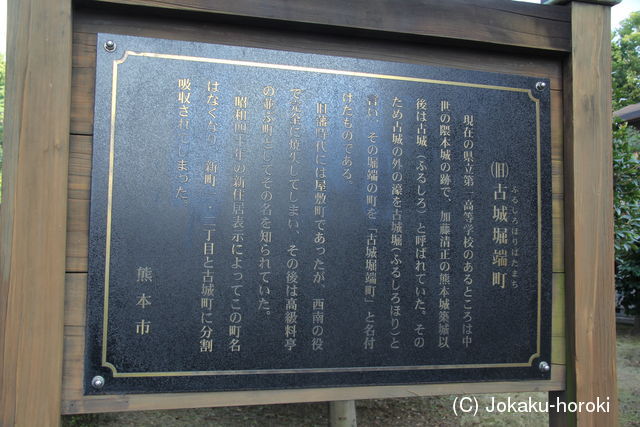 (旧)古城堀端町
ふるしろほりばたまち
現在の県立第一高等学校のあるところは中
世の隈本城の跡で、加藤清正の熊本城築城以
後は古城(ふるしろ)と呼ばれていた。その
ため古城の外の濠を古城堀(ふるしろほり)と
言い、その堀端の町を「古城堀端町」と名付
けたものである。
旧藩時代には屋敷町であったが、西南の役
で完全に焼失してしまい、その後は高級料亭
の並ぶ町としてその名を知られていた。
昭和四十年の新住居表示によってこの町名
はなくなり、新町・二丁目と古城町に分割
吸収されてしまった。
熊本市
(C) Jokaku-horoki